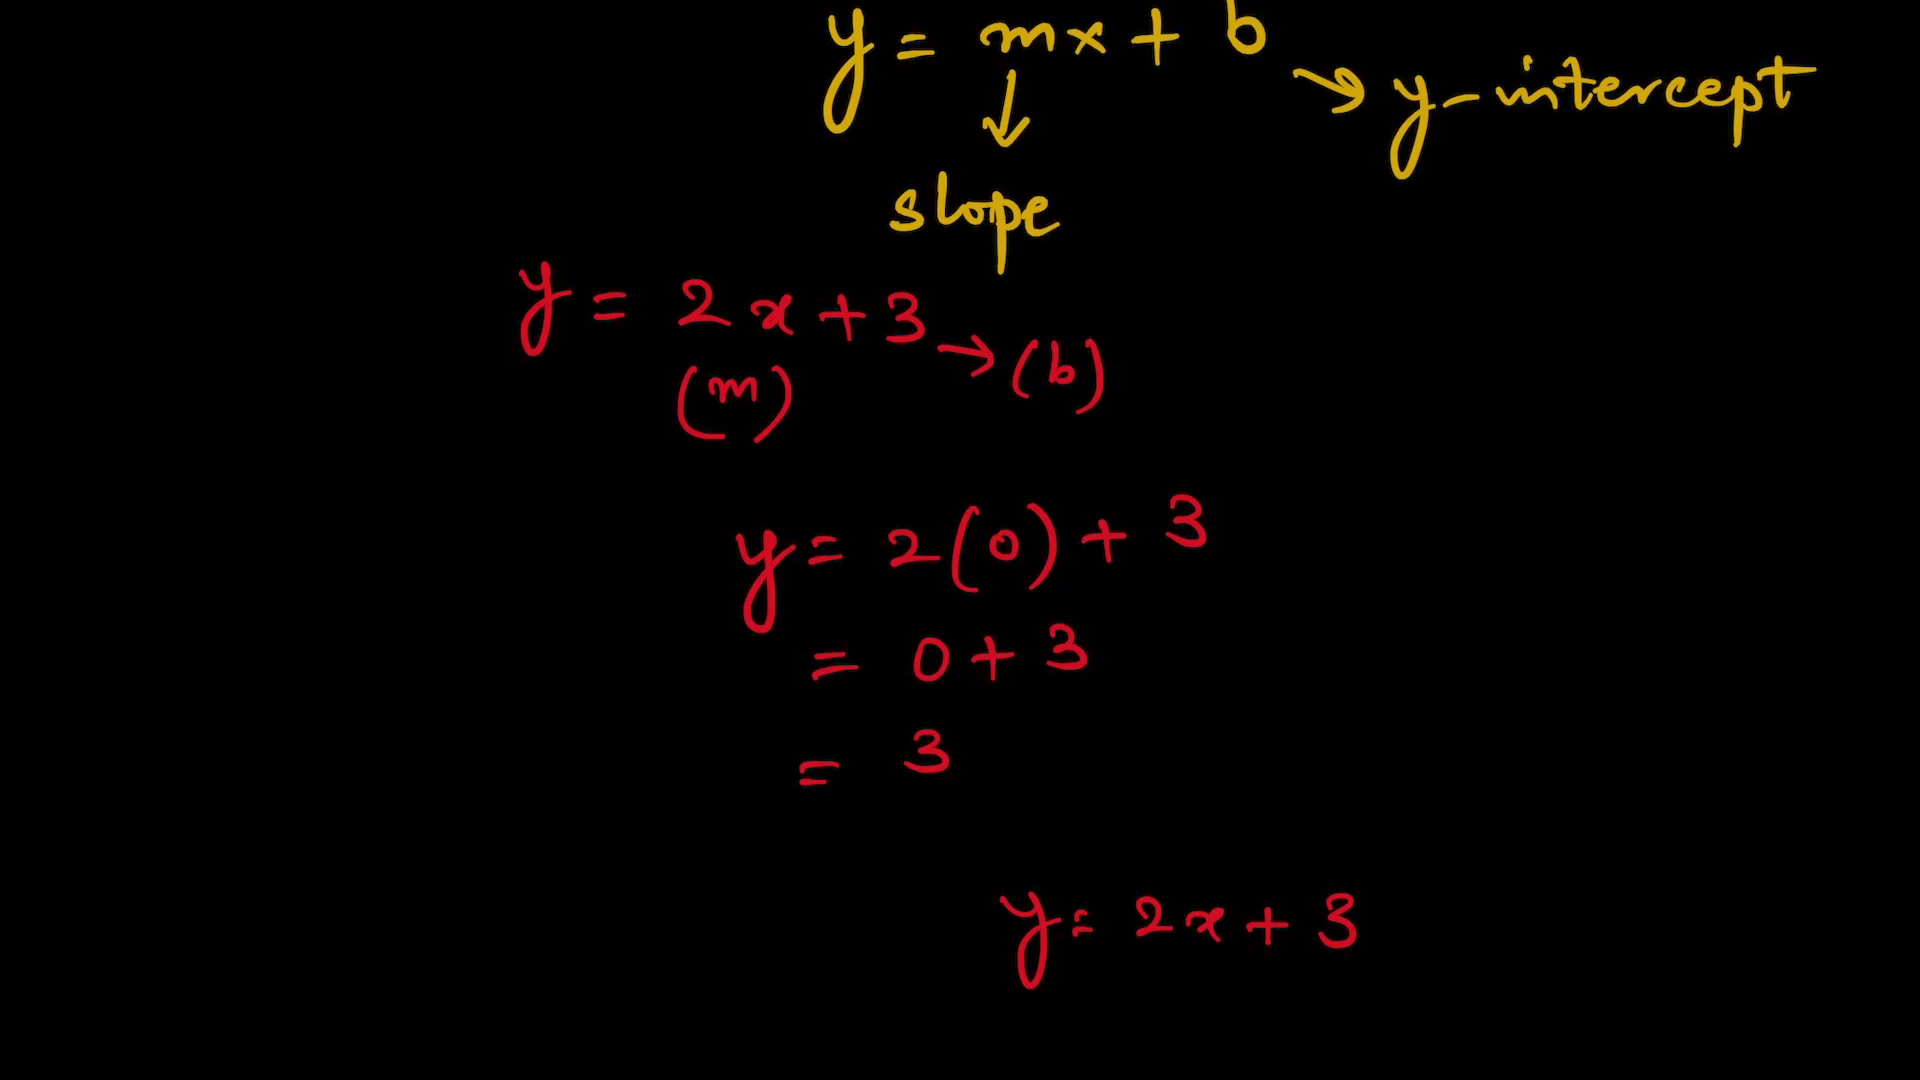 y = mx + b → y-intercept
↓
slope
y = 2x + 3 → (b)
(m)
y = 2(0) + 3
= 0 + 3
= 3
y = 2x + 3